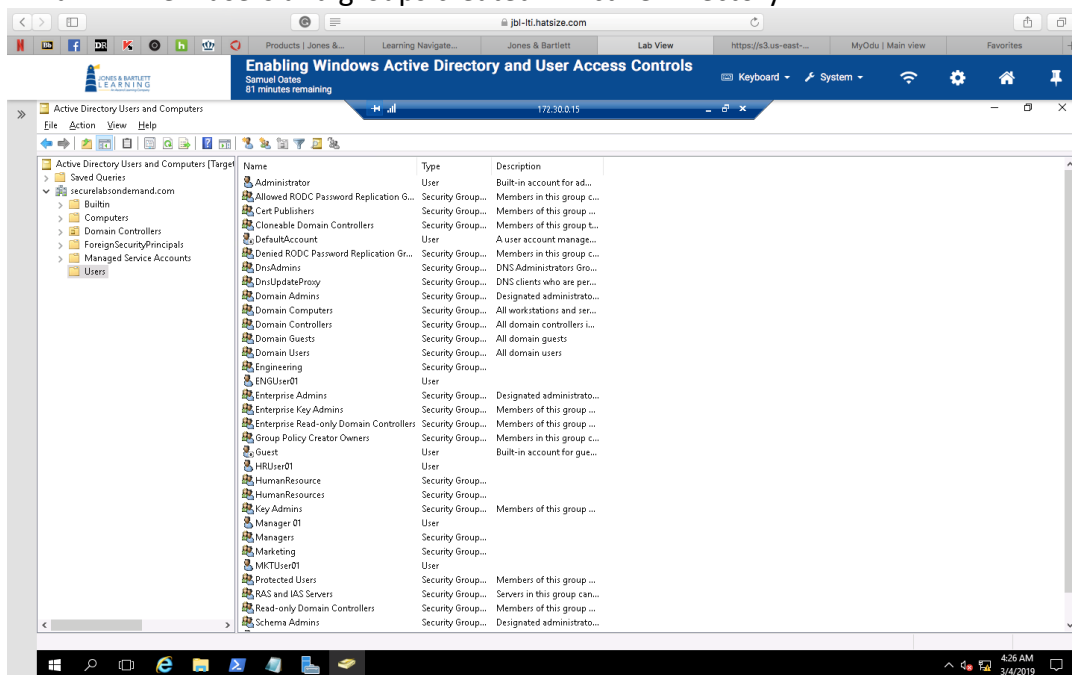 jbl-lti.hatsize.com
Products | Jones &... Learning Navigate... Jones & Bartlett Lab View https://s3.us-east-... MyOdu | Main view Favorites
JONES & BARTLETT
LEARNING
Enabling Windows Active Directory and User Access Controls
Samuel Oates
81 minutes remaining
Keyboard System
Active Directory Users and Computers
172.30.0.15
File Action View Help
Active Directory Users and Computers [Target
Saved Queries
securelabsondemand.com
Builtin
Computers
Domain Controllers
ForeignSecurityPrincipals
Managed Service Accounts
Users
Name Type Description
Administrator User Built-in account for ad...
Allowed RODC Password Replication G... Security Group... Members in this group c...
Cert Publishers Security Group... Members of this group ...
Cloneable Domain Controllers Security Group... Members of this group t...
DefaultAccount User A user account manage...
Denied RODC Password Replication Gr... Security Group... Members in this group c...
DnsAdmins Security Group... DNS Administrators Gro...
DnsUpdateProxy Security Group... DNS clients who are per...
Domain Admins Security Group... Designated administrato...
Domain Computers Security Group... All workstations and ser...
Domain Controllers Security Group... All domain controllers i...
Domain Guests Security Group... All domain guests
Domain Users Security Group... All domain users
Engineering Security Group...
ENGUser01 User
Enterprise Admins Security Group... Designated administrato...
Enterprise Key Admins Security Group... Members of this group ...
Enterprise Read-only Domain Controllers Security Group... Members of this group ...
Group Policy Creator Owners Security Group... Members in this group c...
Guest User Built-in account for gue...
HRUser01 User
HumanResource Security Group...
HumanResources Security Group...
Key Admins Security Group... Members of this group ...
Manager 01 User
Managers Security Group...
Marketing Security Group...
MKTUser01 User
Protected Users Security Group... Members of this group ...
RAS and IAS Servers Security Group... Servers in this group can...
Read-only Domain Controllers Security Group... Members of this group ...
Schema Admins Security Group... Designated administrato...
4:26 AM
3/4/2019